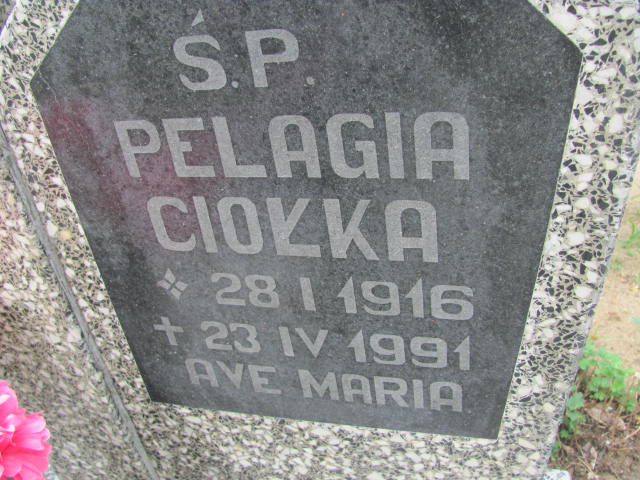 Ś.P.
PELAGIA
CIOŁKA
28 I 1916
✝ 23 IV 1991
AVE MARIA